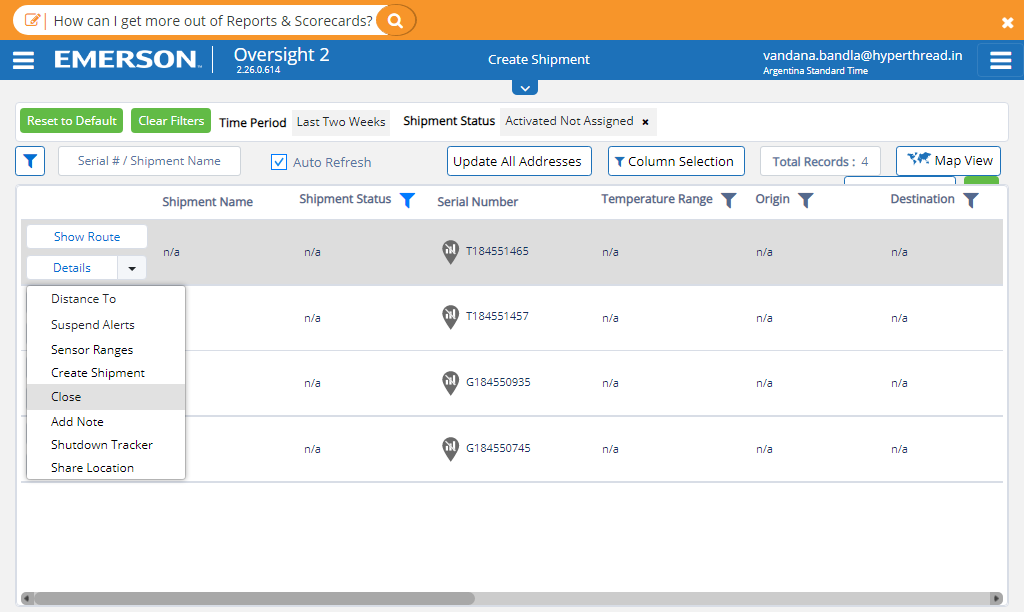 How can I get more out of Reports & Scorecards?
EMERSON Oversight 2
2.26.0.614
Create Shipment
vandana.bandla@hyperthread.in
Argentina Standard Time
Reset to Default Clear Filters Time Period Last Two Weeks Shipment Status Activated Not Assigned ×
Serial # / Shipment Name Auto Refresh Update All Addresses Column Selection Total Records : 4 Map View
Shipment Name Shipment Status Serial Number Temperature Range Origin Destination
Show Route
n/a n/a T184551465 n/a n/a n/a
Details
Distance To
Suspend Alerts
n/a T184551457 n/a n/a n/a
Sensor Ranges
Create Shipment
n/a G184550935 n/a n/a n/a
Close
Add Note
Shutdown Tracker
n/a G184550745 n/a n/a n/a
Share Location